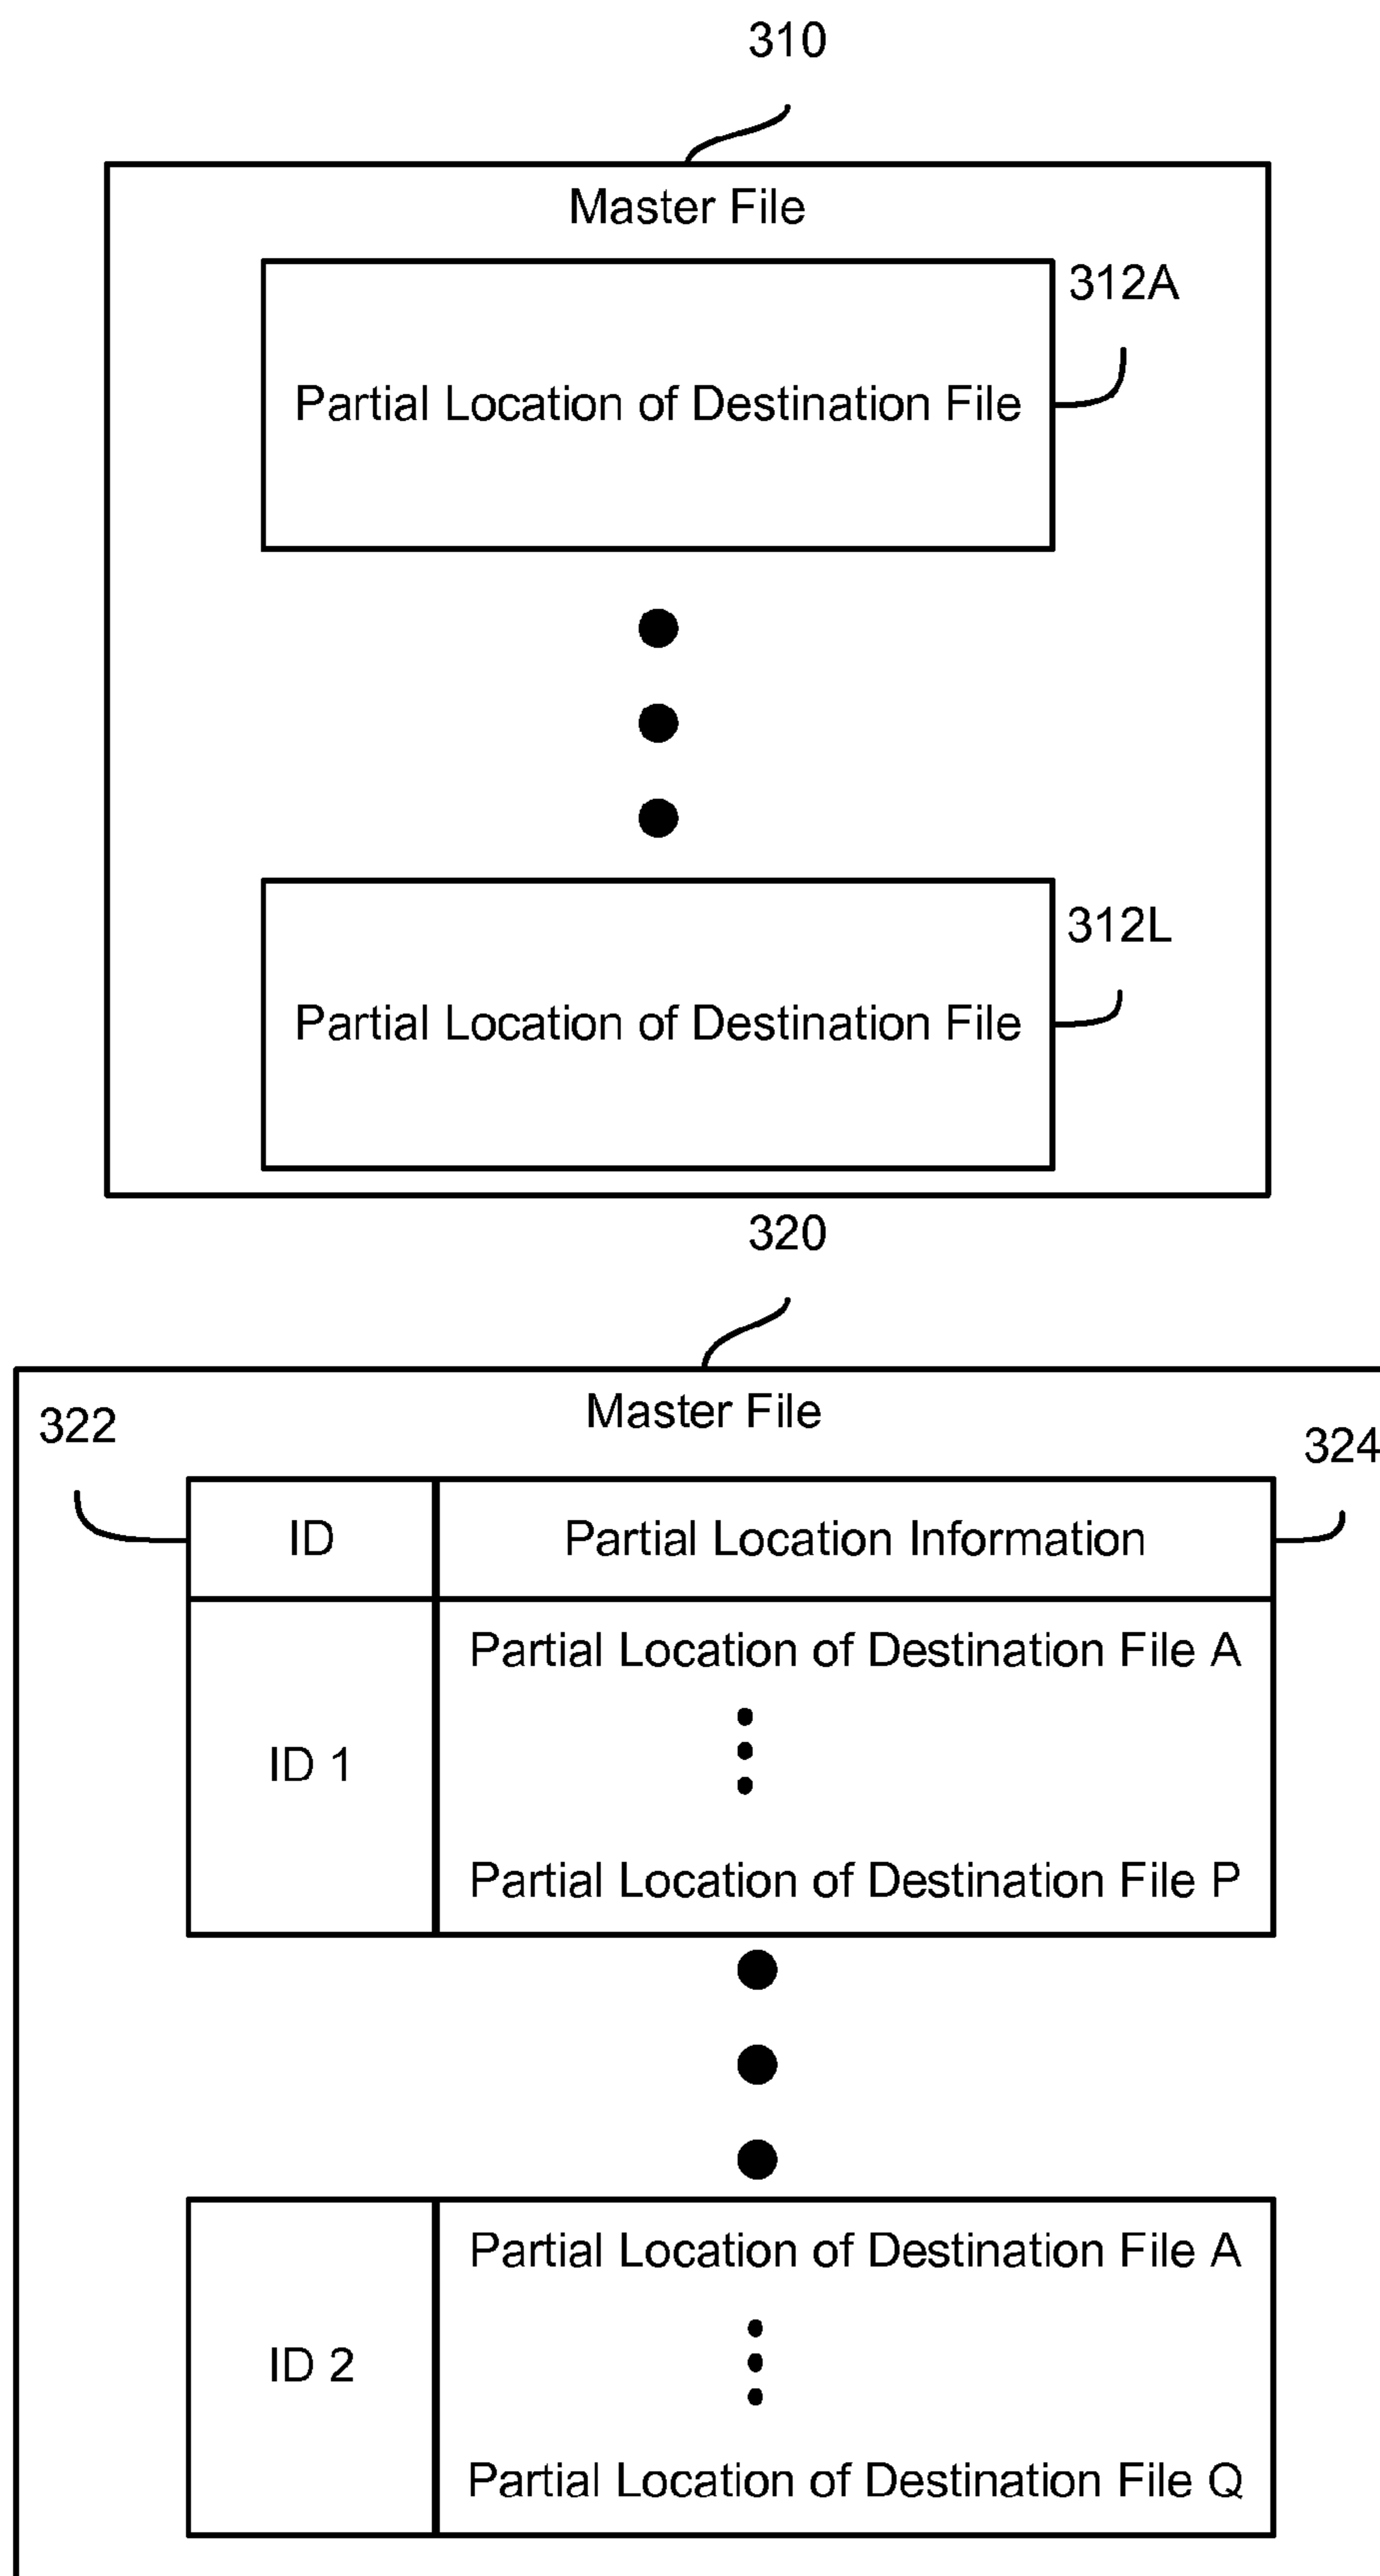 310
Master File
312A
Partial Location of Destination File
312L
Partial Location of Destination File
320
Master File
322
324
ID
Partial Location Information
Partial Location of Destination File A
ID 1
Partial Location of Destination File P
Partial Location of Destination File A
ID 2
Partial Location of Destination File Q